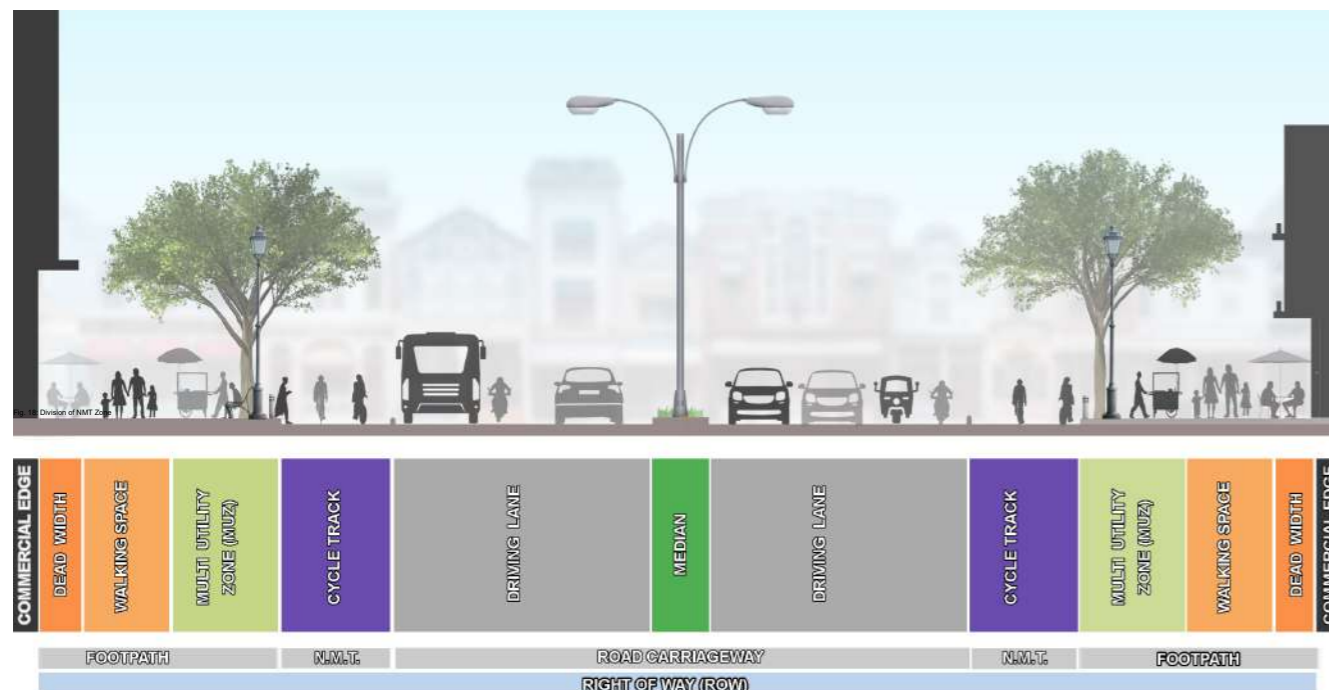 Fig. 18: Division of NMT Zone
COMMERCIAL EDGE
DEAD WIDTH
WALKING SPACE
MULTI UTILITY
ZONE (MUZ)
CYCLE TRACK
DRIVING LANE
MEDIAN
DRIVING LANE
CYCLE TRACK
MULTI UTILITY
ZONE (MUZ)
WALKING SPACE
DEAD WIDTH
COMMERCIAL EDGE
FOOTPATH
N.M.T.
ROAD CARRIAGEWAY
N.M.T.
FOOTPATH
RIGHT OF WAY (ROW)